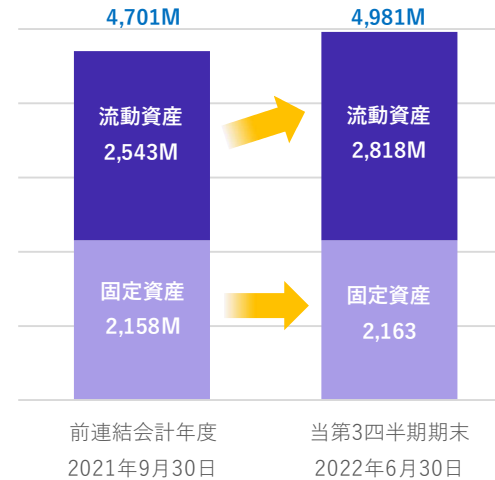 4,701M
4,981M
流動資産
2,543M
流動資産
2,818M
固定資産
2,158M
固定資産
2,163
前連結会計年度
2021年9月30日
当第3四半期期末
2022年6月30日